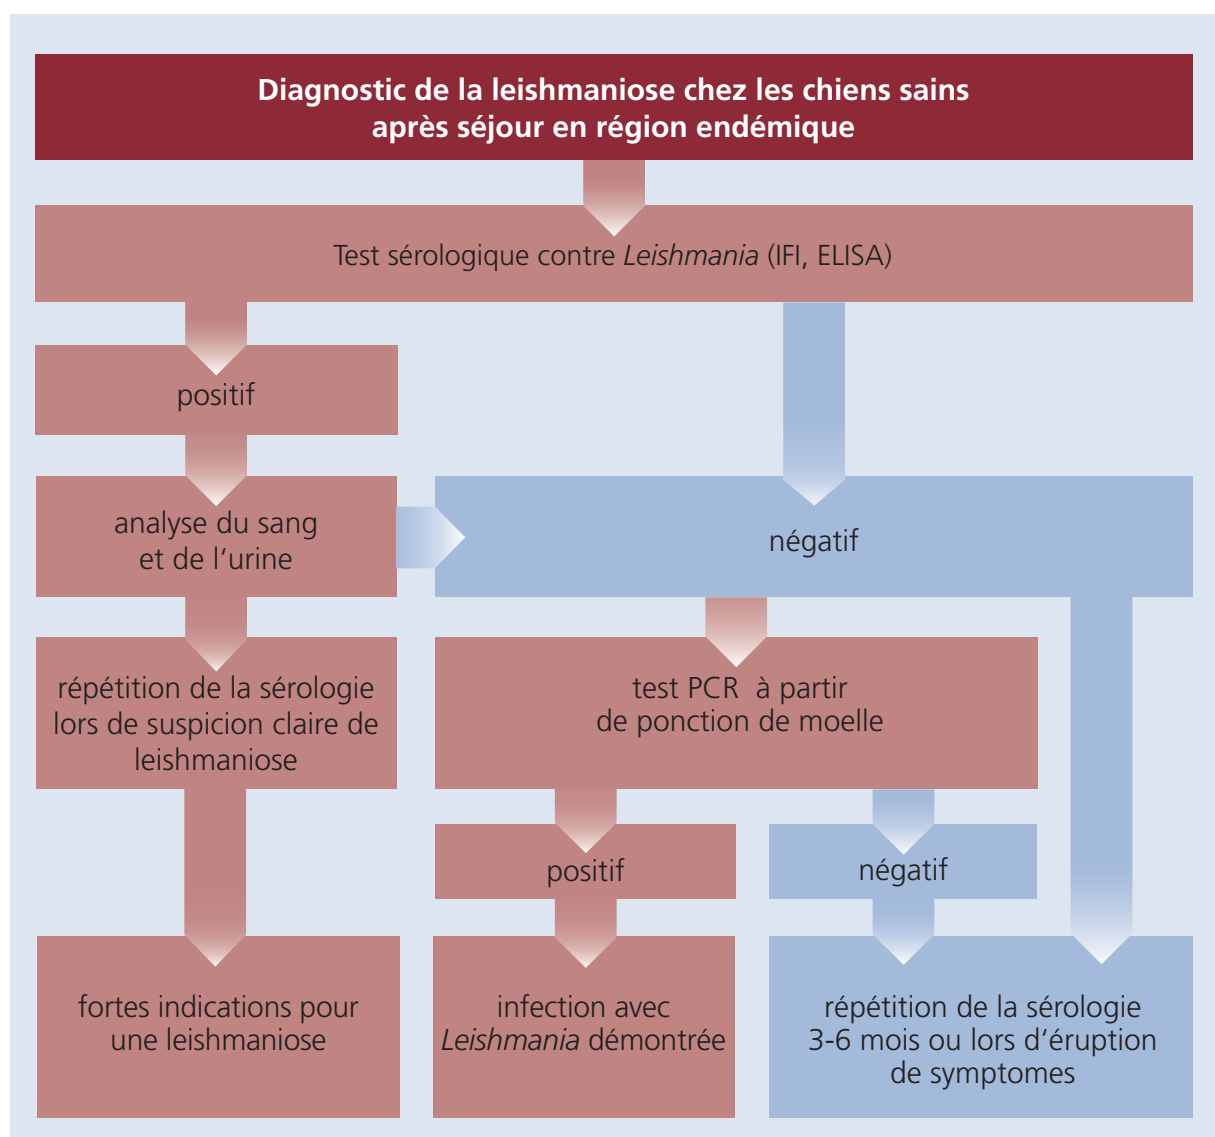 Diagnostic de la leishmaniose chez les chiens sains
après séjour en région endémique
Test sérologique contre Leishmania (IFI, ELISA)
positif
analyse du sang
et de l‘urine
négatif
répétition de la sérologie
lors de suspicion claire de
leishmaniose
test PCR à partir
de ponction de moelle
positif
négatif
fortes indications pour
une leishmaniose
infection avec
Leishmania démontrée
répétition de la sérologie
3-6 mois ou lors d‘éruption
de symptomes